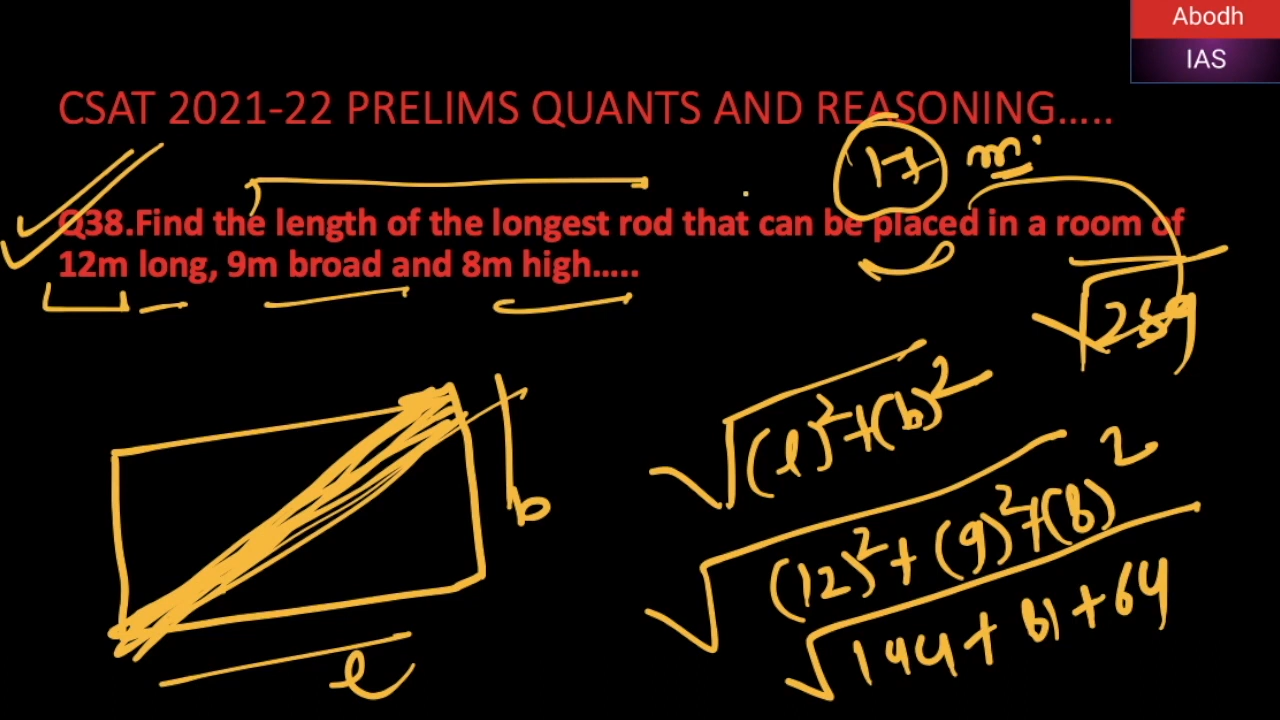 Abodh
IAS
CSAT 2021-22 PRELIMS QUANTS AND REASONING.....
17 m.
Q38.Find the length of the longest rod that can be placed in a room of
12m long, 9m broad and 8m high.....
√289
√(l)²+(b)²
b
√(12)²+(9)²+(8)²
√144+81+64
l